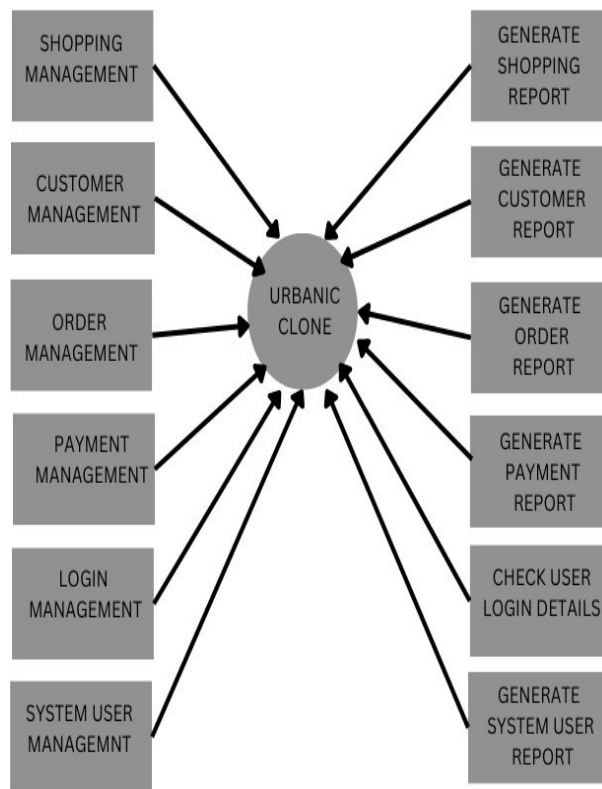 SHOPPING
MANAGEMENT
GENERATE
SHOPPING
REPORT
CUSTOMER
MANAGEMENT
GENERATE
CUSTOMER
REPORT
URBANIC
CLONE
ORDER
MANAGEMENT
GENERATE
ORDER
REPORT
PAYMENT
MANAGEMENT
GENERATE
PAYMENT
REPORT
LOGIN
MANAGEMENT
CHECK USER
LOGIN DETAILS
SYSTEM USER
MANAGEMNT
GENERATE
SYSTEM USER
REPORT